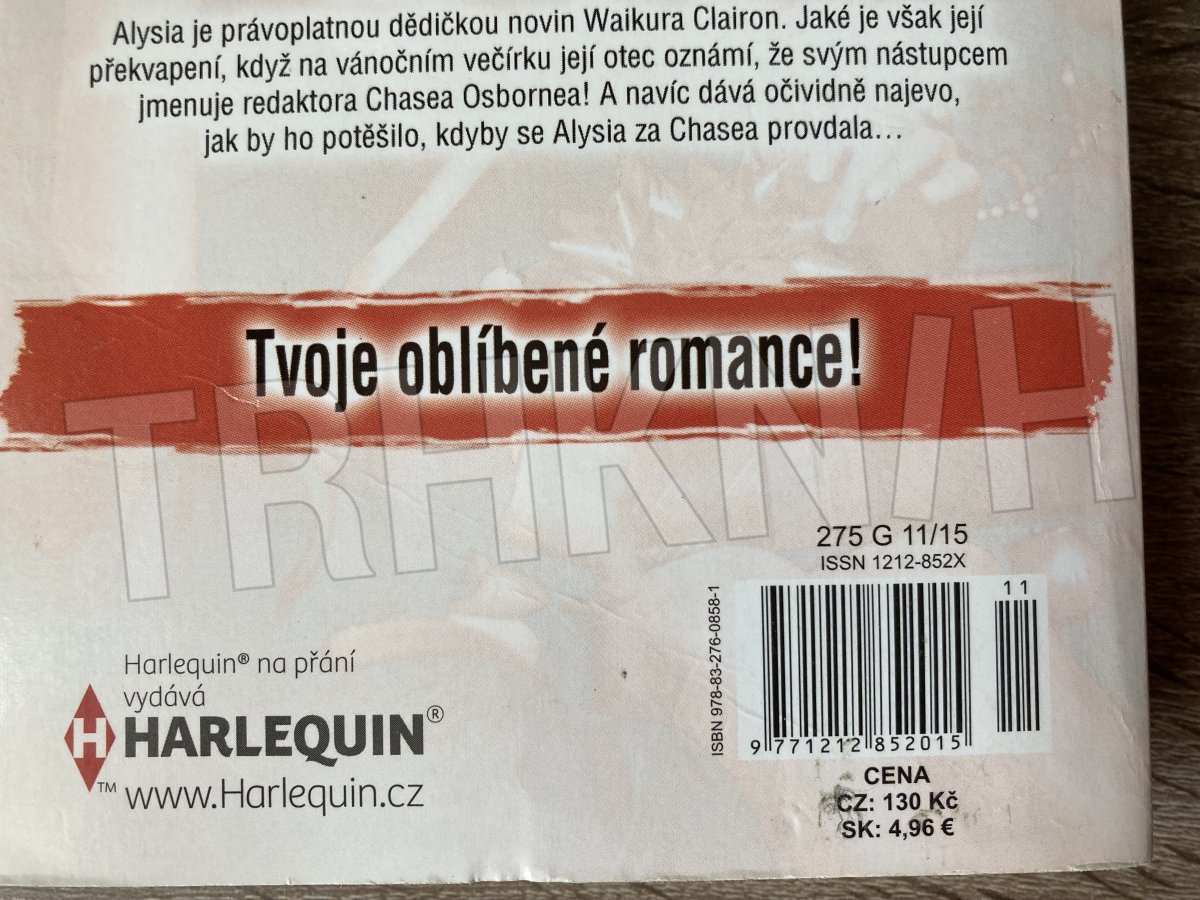 Alysia je právoplatnou dědičkou novin Waikura Clairon. Jaké je však její
překvapení, když na vánočním večírku její otec oznámí, že svým nástupcem
jmenuje redaktora Chasea Osbornea! A navíc dává očividně najevo,
jak by ho potěšilo, kdyby se Alysia za Chasea provdala...
Tvoje oblíbené romance!
TRHKNIH
275 G 11/15
ISSN 1212-852X
11
ISBN 978-83-276-0858-1
9 771212 852015
CENA
CZ: 130 Kč
SK: 4,96 €
Harlequin® na přání
vydává
H HARLEQUIN®
™ www.Harlequin.cz